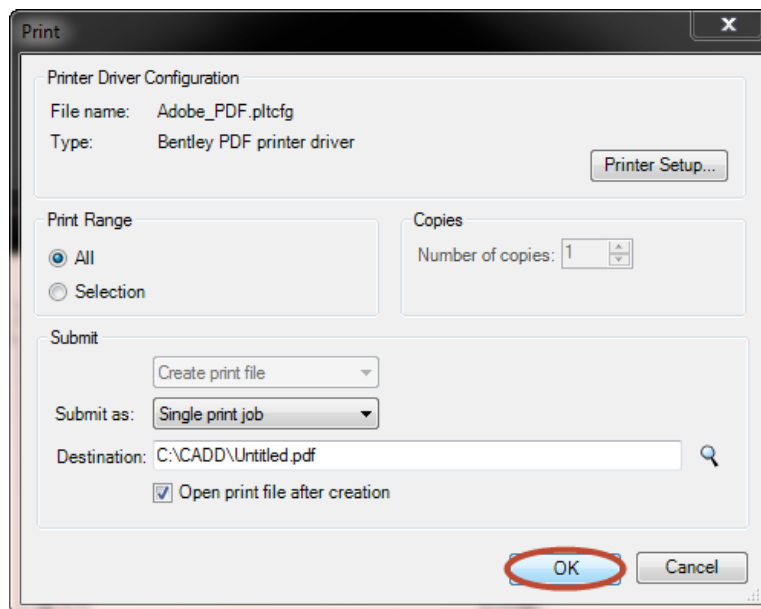 Print
x
Printer Driver Configuration
File name: Adobe_PDF.pltcfg
Type: Bentley PDF printer driver
Printer Setup...
Print Range
All
Selection
Copies
Number of copies: 1
Submit
Create print file
Submit as: Single print job
Destination: C:\CADD\Untitled.pdf
Open print file after creation
OK Cancel